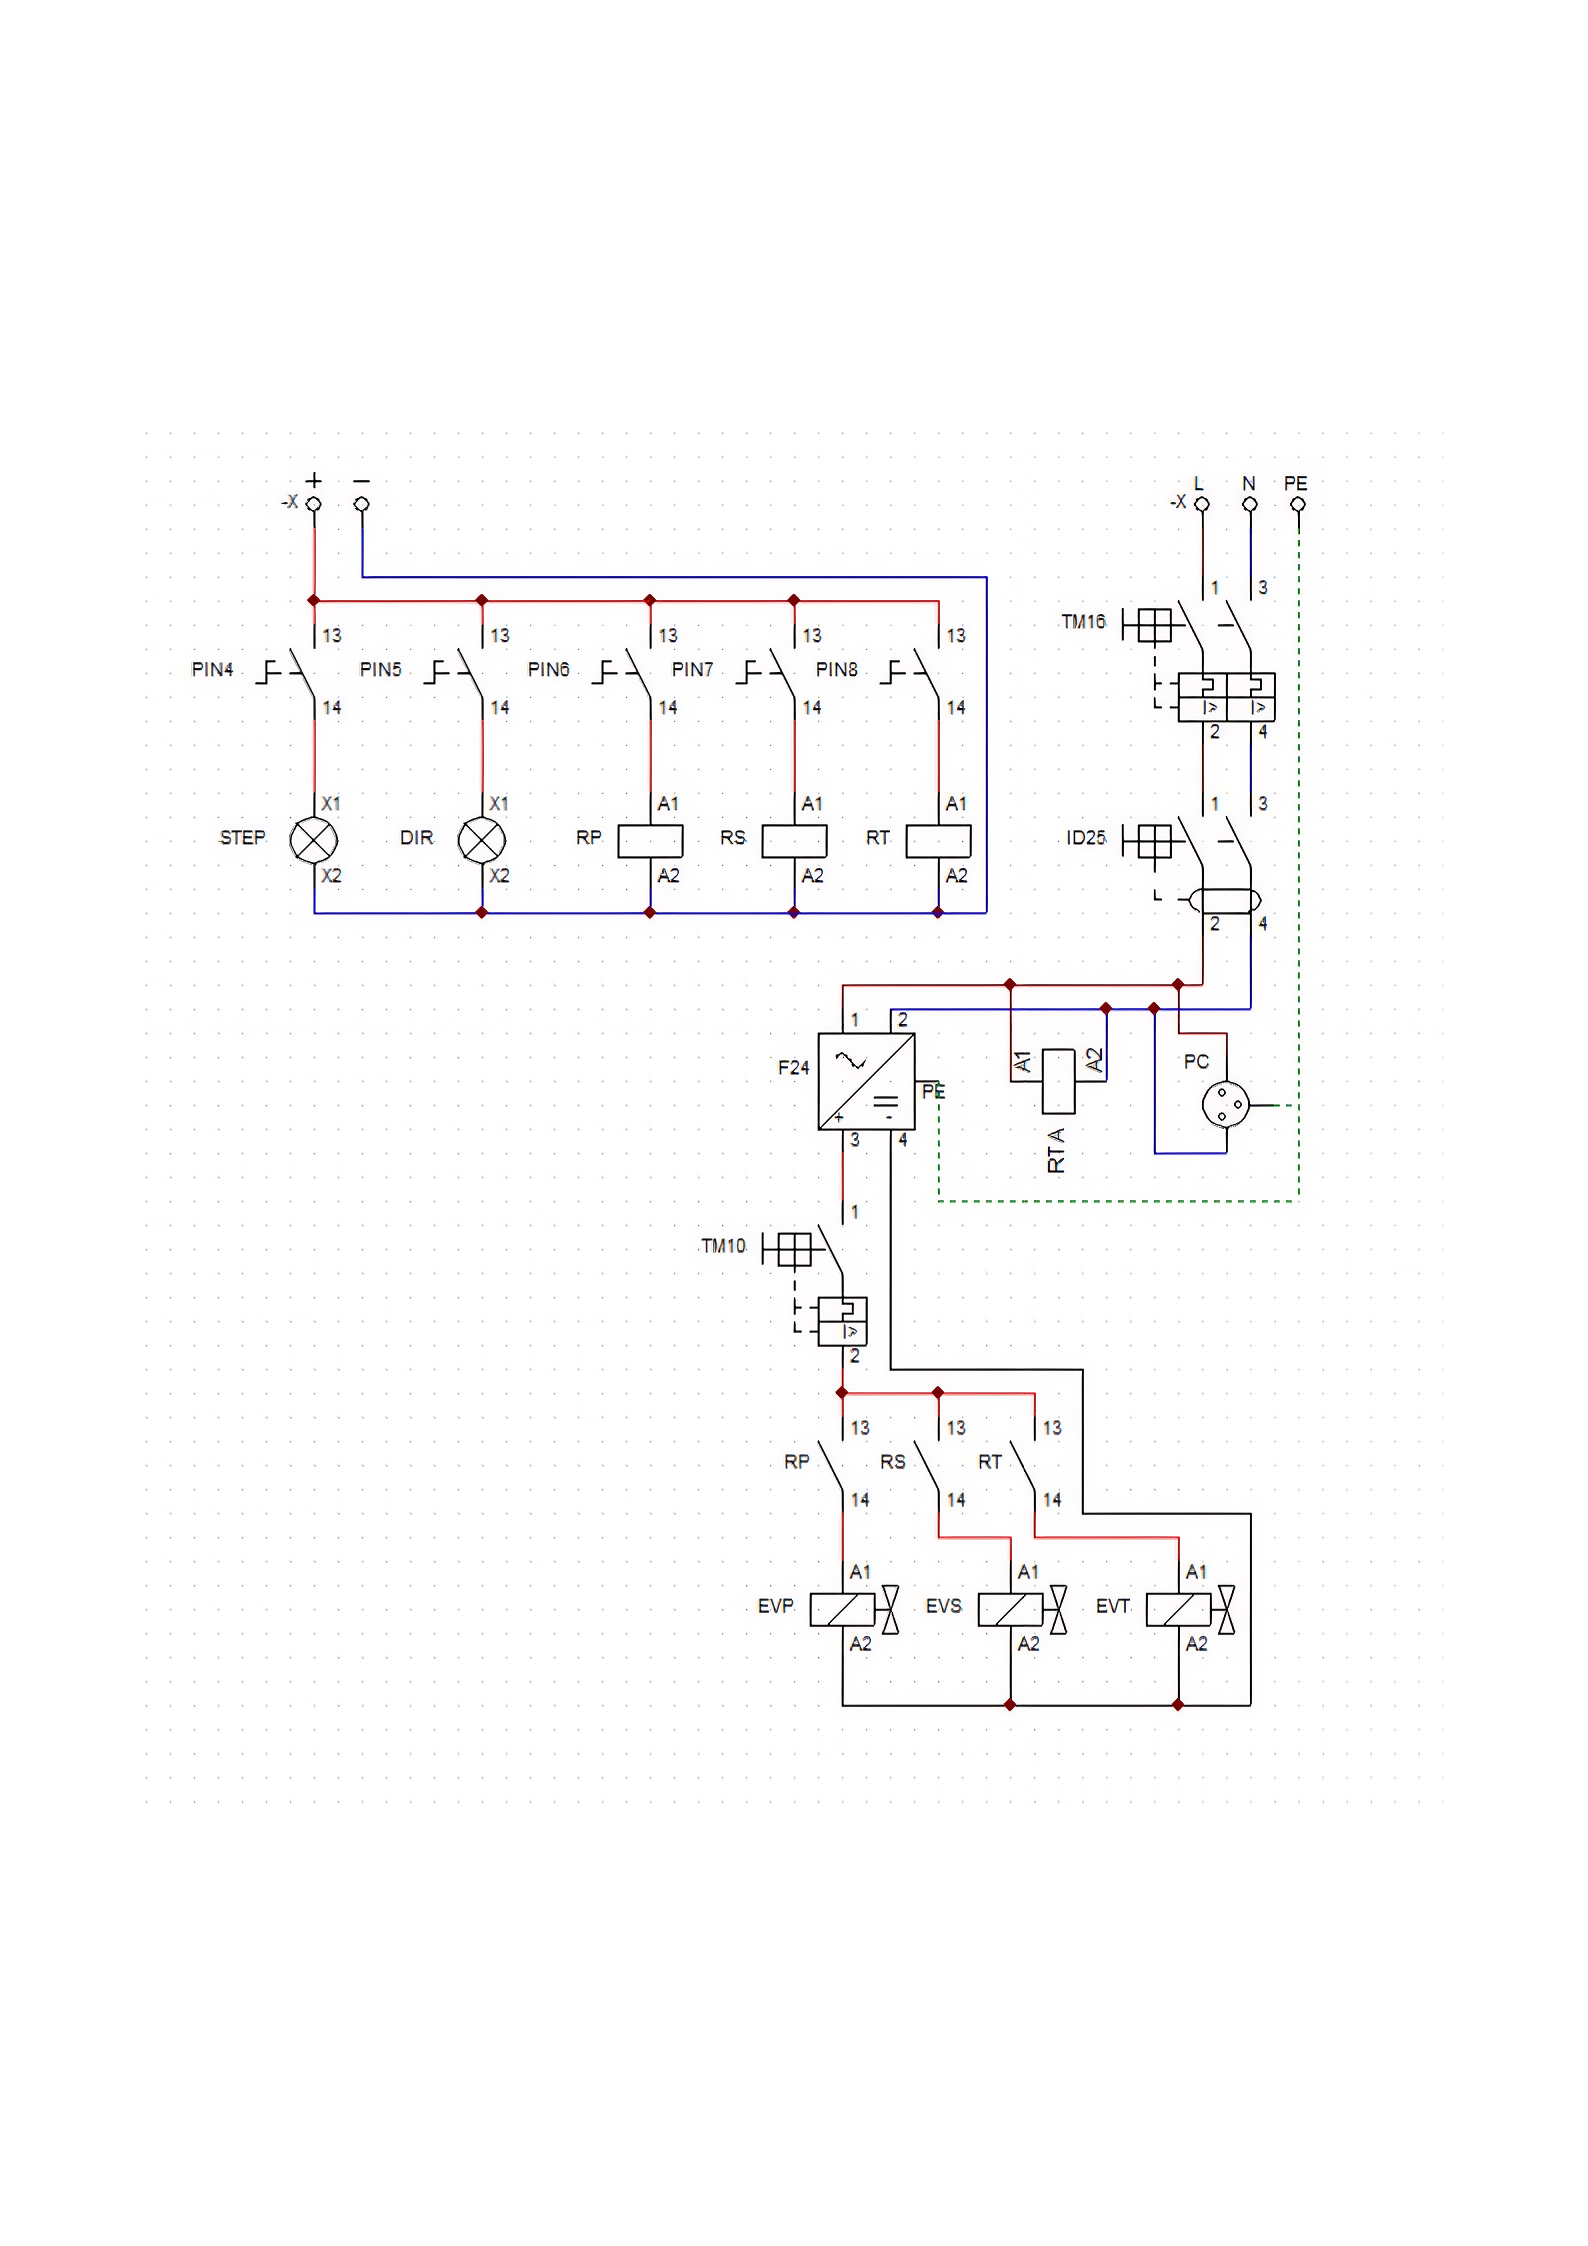 + −
-X
L N PE
-X
1 3
TM16
13 13 13 13 13
PIN4 PIN5 PIN6 PIN7 PIN8
14 14 14 14 14
I> I>
2 4
X1 X1 A1 A1 A1
1 3
STEP DIR RP RS RT
ID25
X2 X2 A2 A2 A2
2 4
1 2
F24
A1 A2
PC
PE
+ -
3 4
RT A
1
TM10
I>
2
13 13 13
RP RS RT
14 14 14
A1 A1 A1
EVP EVS EVT
A2 A2 A2